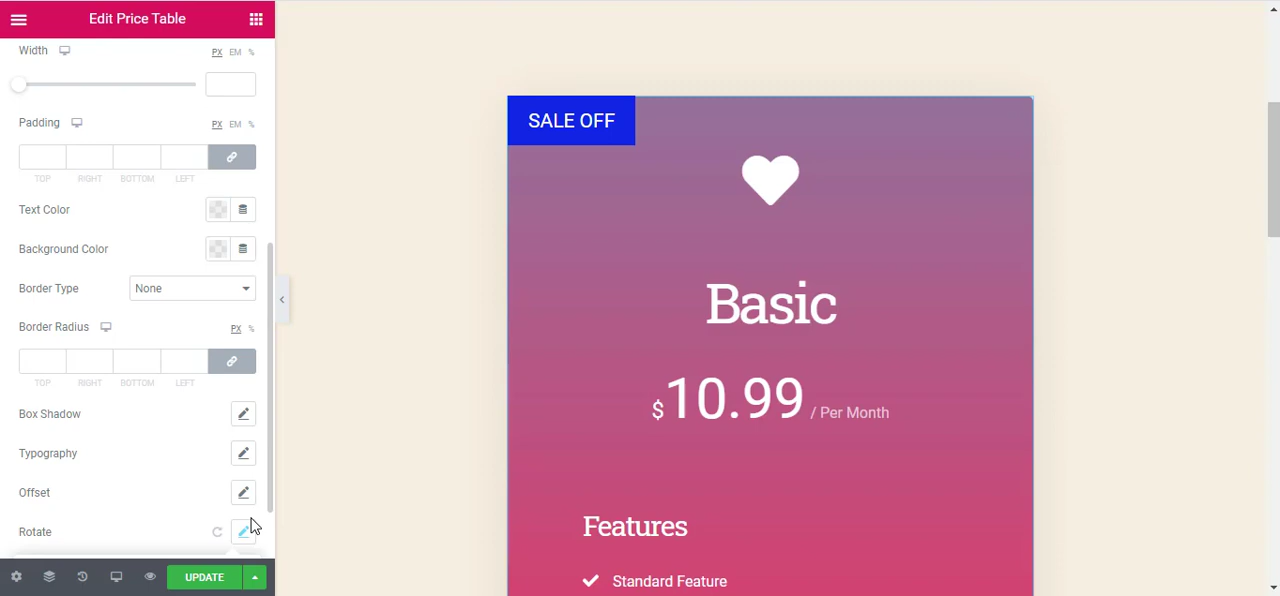 Edit Price Table
Width PX EM %
Padding PX EM %
TOP RIGHT BOTTOM LEFT
Text Color
Background Color
Border Type None
Border Radius PX %
TOP RIGHT BOTTOM LEFT
Box Shadow
Typography
Offset
Rotate
UPDATE
SALE OFF
Basic
$10.99 / Per Month
Features
Standard Feature